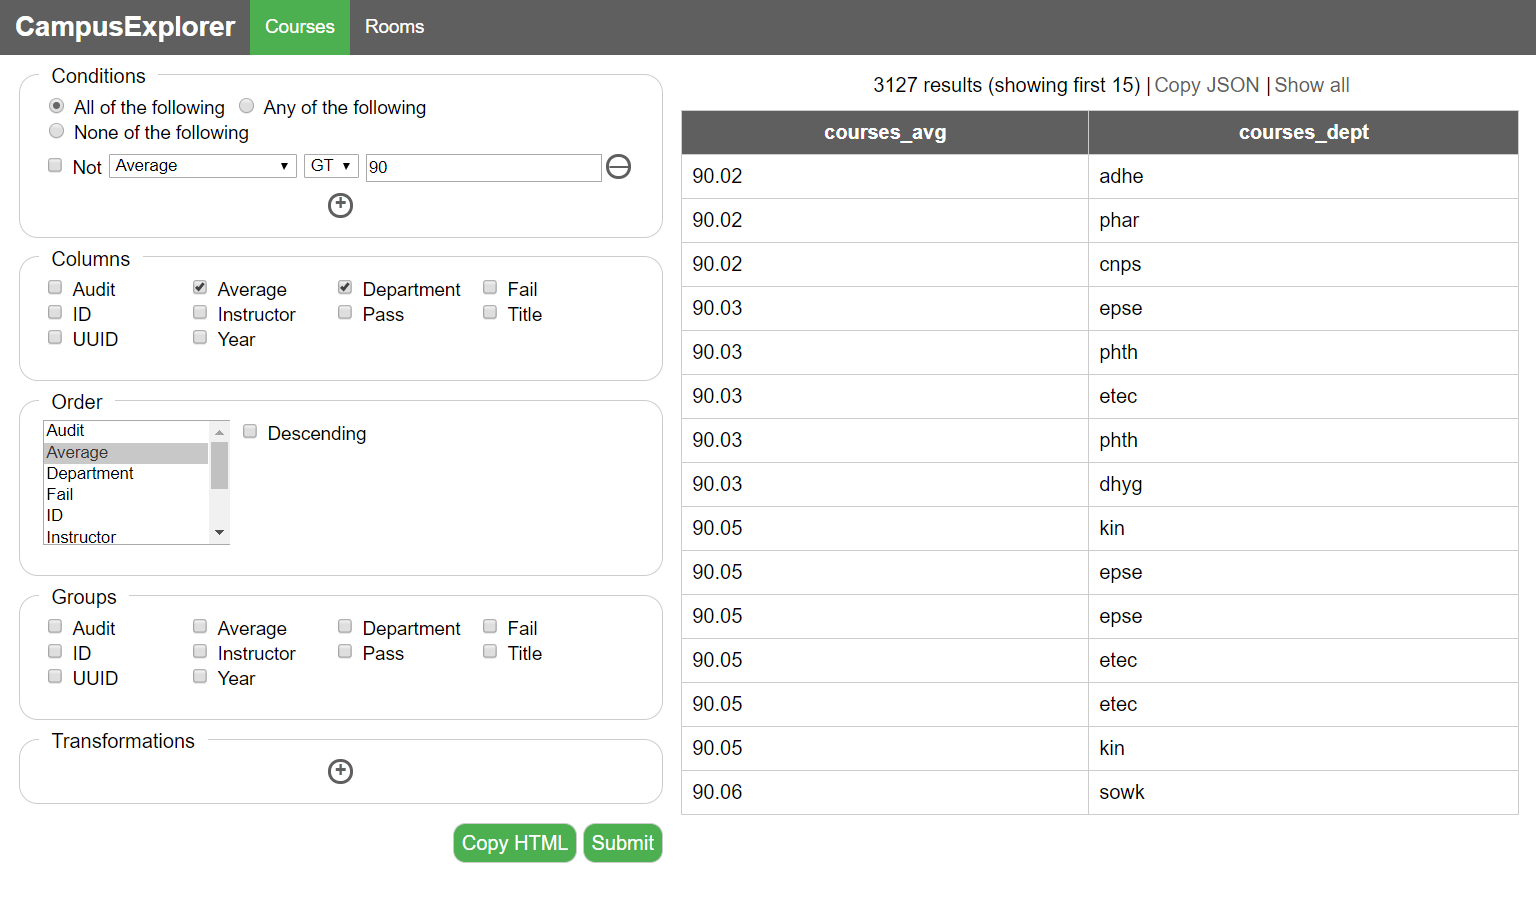 CampusExplorer Courses Rooms
Conditions
All of the following Any of the following
None of the following
Not Average GT 90
Columns
Audit Average Department Fail
ID Instructor Pass Title
UUID Year
Order
Audit
Average
Department
Fail
ID
Instructor
Descending
Groups
Audit Average Department Fail
ID Instructor Pass Title
UUID Year
Transformations
Copy HTML Submit
3127 results (showing first 15) | Copy JSON | Show all
courses_avg courses_dept
90.02 adhe
90.02 phar
90.02 cnps
90.03 epse
90.03 phth
90.03 etec
90.03 phth
90.03 dhyg
90.05 kin
90.05 epse
90.05 epse
90.05 etec
90.05 etec
90.05 kin
90.06 sowk